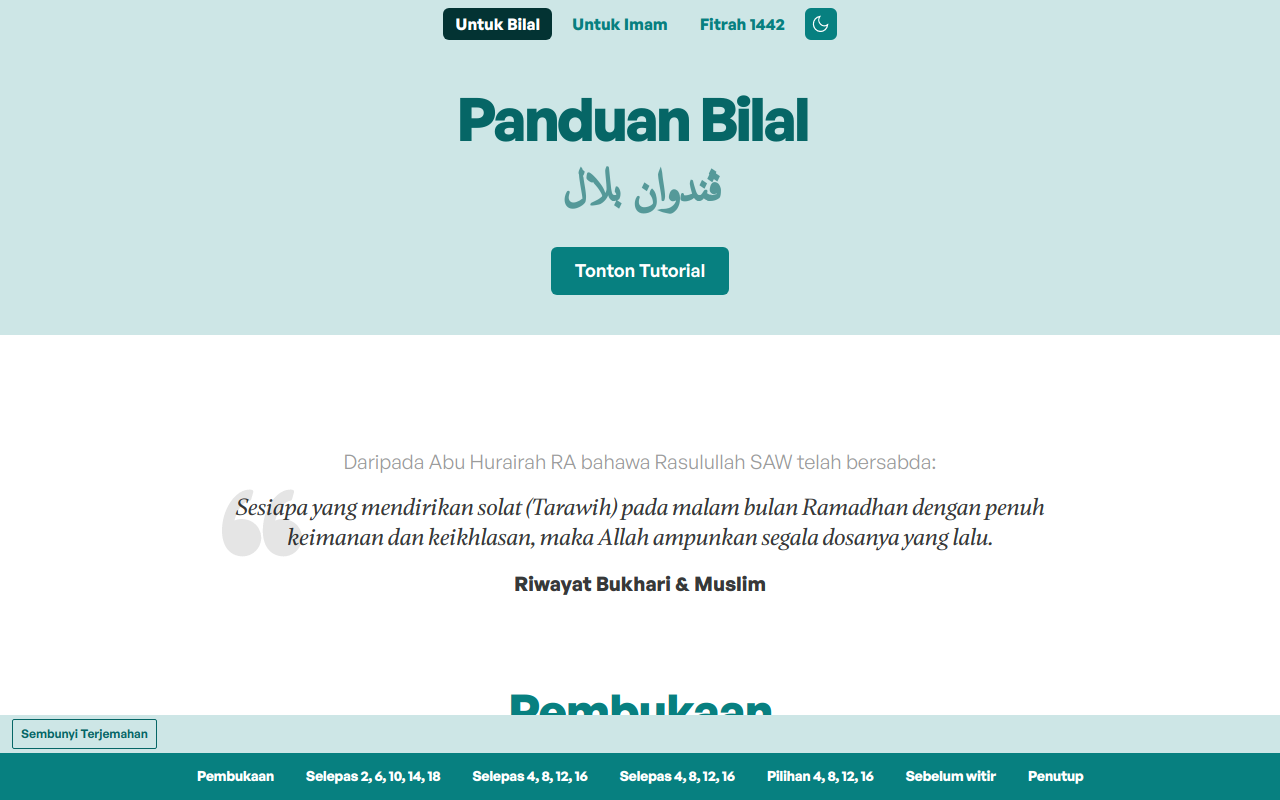 Untuk Bilal
Untuk Imam
Fitrah 1442
Panduan Bilal
ڤندوان بلال
Tonton Tutorial
Daripada Abu Hurairah RA bahawa Rasulullah SAW telah bersabda:
Sesiapa yang mendirikan solat (Tarawih) pada malam bulan Ramadhan dengan penuh
keimanan dan keikhlasan, maka Allah ampunkan segala dosanya yang lalu.
Riwayat Bukhari & Muslim
Pembukaan
Sembunyi Terjemahan
Pembukaan
Selepas 2, 6, 10, 14, 18
Selepas 4, 8, 12, 16
Selepas 4, 8, 12, 16
Pilihan 4, 8, 12, 16
Sebelum witir
Penutup